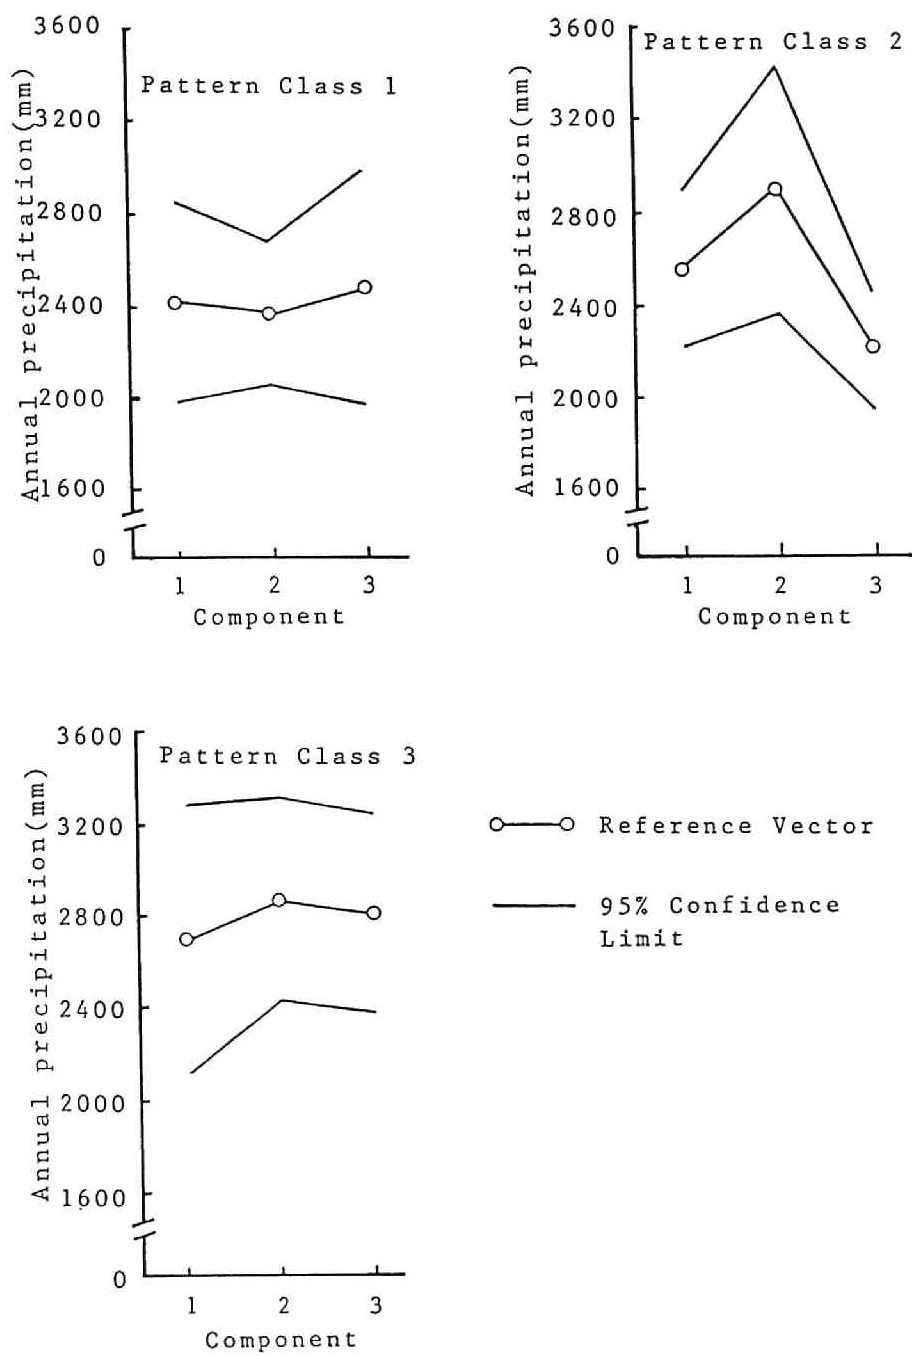 3600
Pattern Class 1
3200
2800
2400
2000
1600
0
Annual precipitation(mm)
1 2 3
Component
3600
Pattern Class 2
3200
2800
2400
2000
1600
0
Annual precipitation(mm)
1 2 3
Component
3600
Pattern Class 3
3200
2800
2400
2000
1600
0
Annual precipitation(mm)
1 2 3
Component
Reference Vector
95% Confidence
Limit